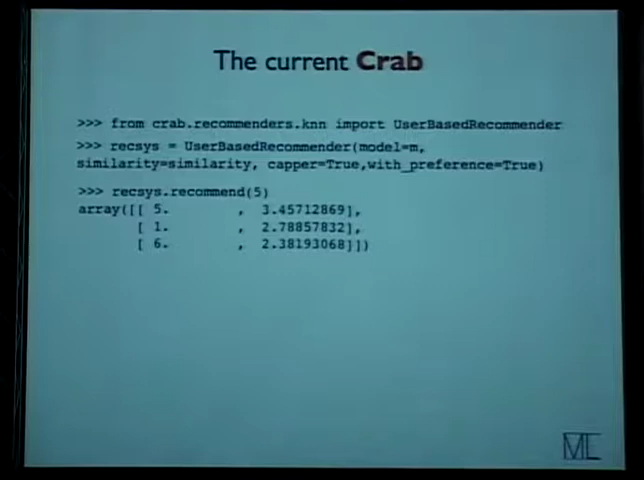 The current Crab
>>> from crab.recommenders.knn import UserBasedRecommender
>>> recsys = UserBasedRecommender(model=m,
similarity=similarity, capper=True,with_preference=True)
>>> recsys.recommend(5)
array([[ 5.        , 3.45712869],
[ 1.        , 2.78857832],
[ 6.        , 2.38193068]])